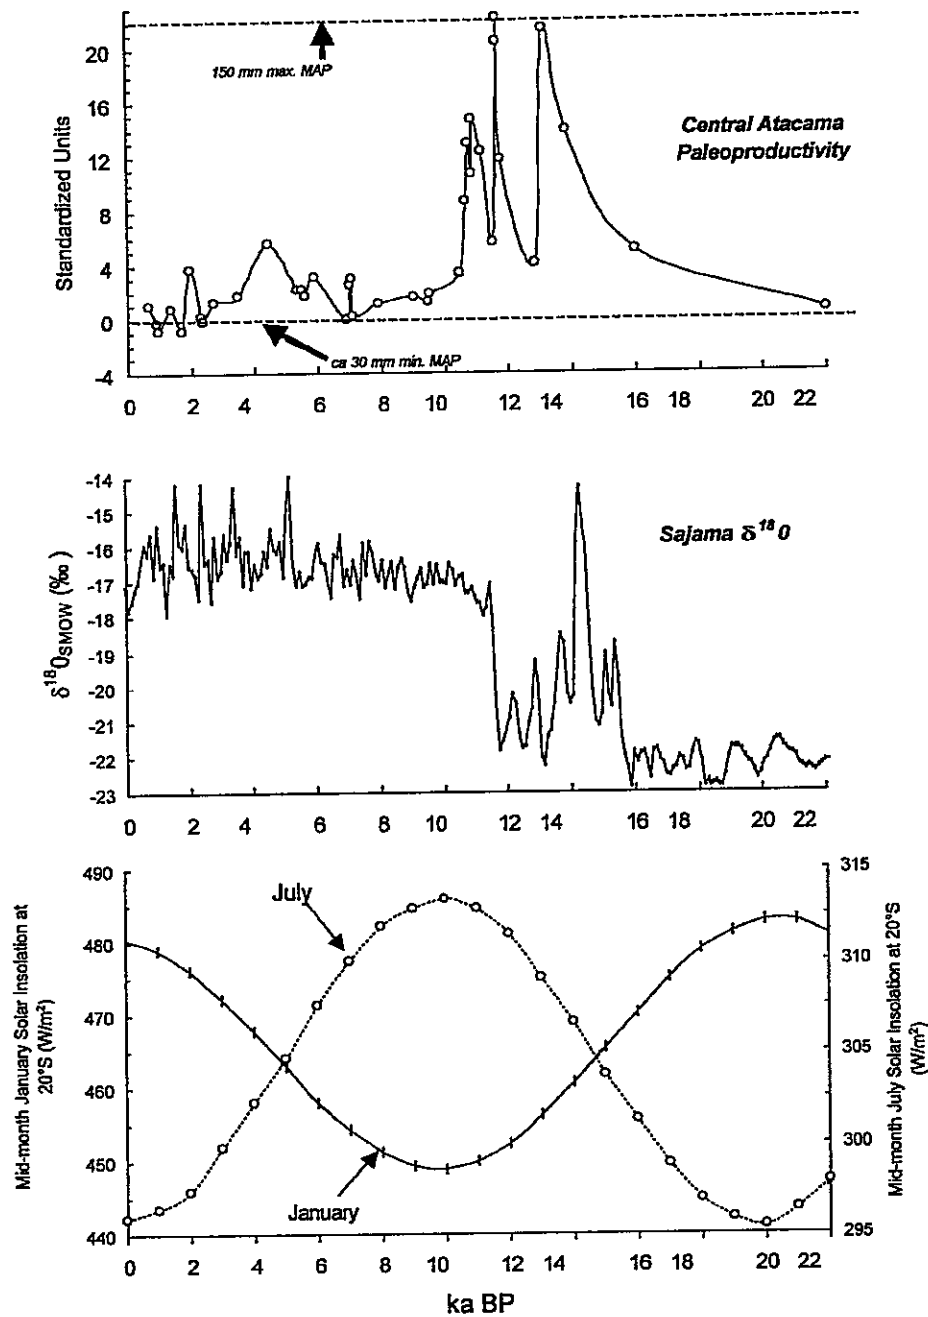 150 mm max. MAP
Central Atacama
Paleoproductivity
Standardized Units
20
16
12
8
4
0
-4
ca 30 mm min. MAP
0 2 4 6 8 10 12 14 16 18 20 22
Sajama δ¹⁸0
δ¹⁸0SMOW (‰)
-14
-15
-16
-17
-18
-19
-20
-21
-22
-23
0 2 4 6 8 10 12 14 16 18 20 22
Mid-month January Solar Insolation at
20°S (W/m²)
490
480
470
460
450
440
July
January
315
310
305
300
295
Mid-month July Solar Insolation at 20°S
(W/m²)
0 2 4 6 8 10 12 14 16 18 20 22
ka BP